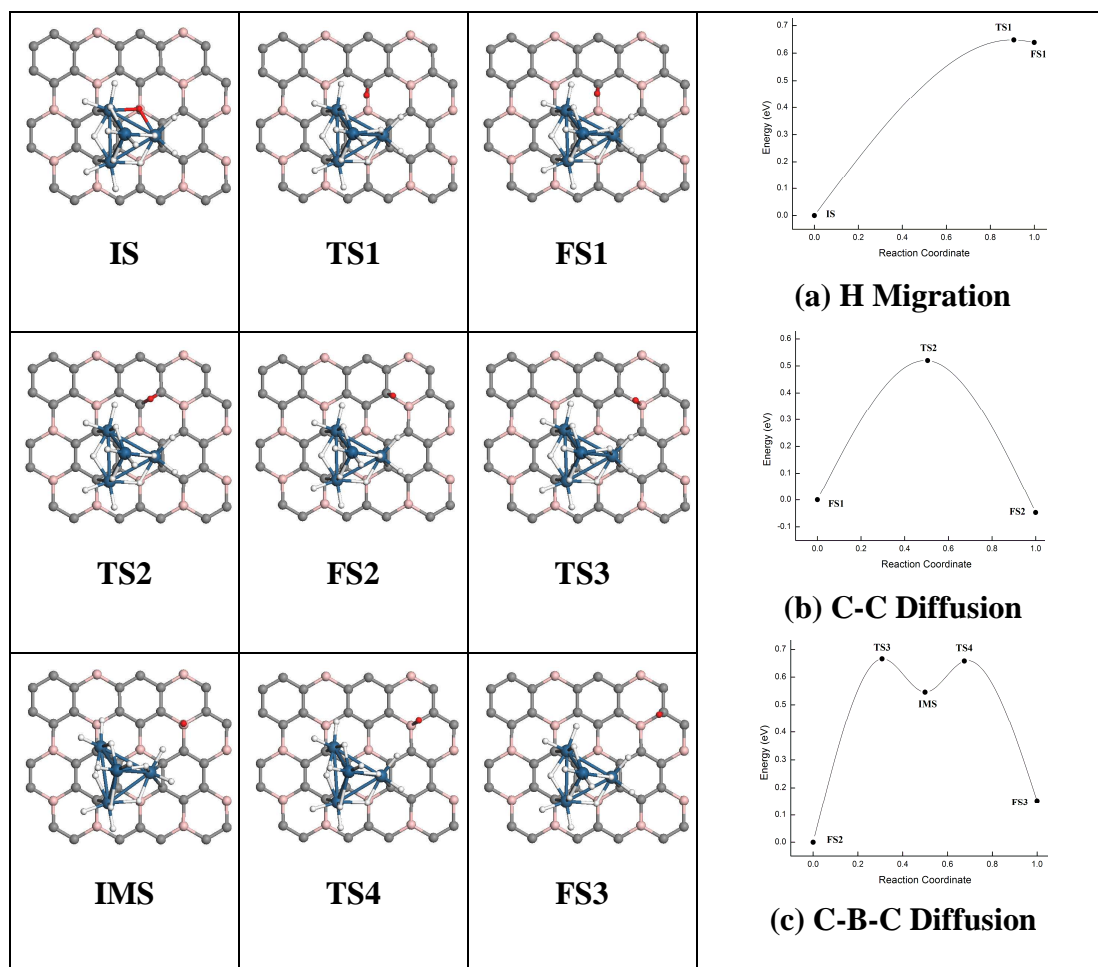 IS
TS1
FS1
TS2
FS2
TS3
IMS
TS4
FS3
0.7
0.6
0.5
0.4
0.3
0.2
0.1
0.0
Energy (eV)
TS1
FS1
IS
0.0 0.2 0.4 0.6 0.8 1.0
Reaction Coordinate
(a) H Migration
0.6
0.5
0.4
0.3
0.2
0.1
0.0
-0.1
Energy (eV)
TS2
FS1
FS2
0.0 0.2 0.4 0.6 0.8 1.0
Reaction Coordinate
(b) C-C Diffusion
0.7
0.6
0.5
0.4
0.3
0.2
0.1
0.0
Energy (eV)
TS3
TS4
IMS
FS3
FS2
0.0 0.2 0.4 0.6 0.8 1.0
Reaction Coordinate
(c) C-B-C Diffusion